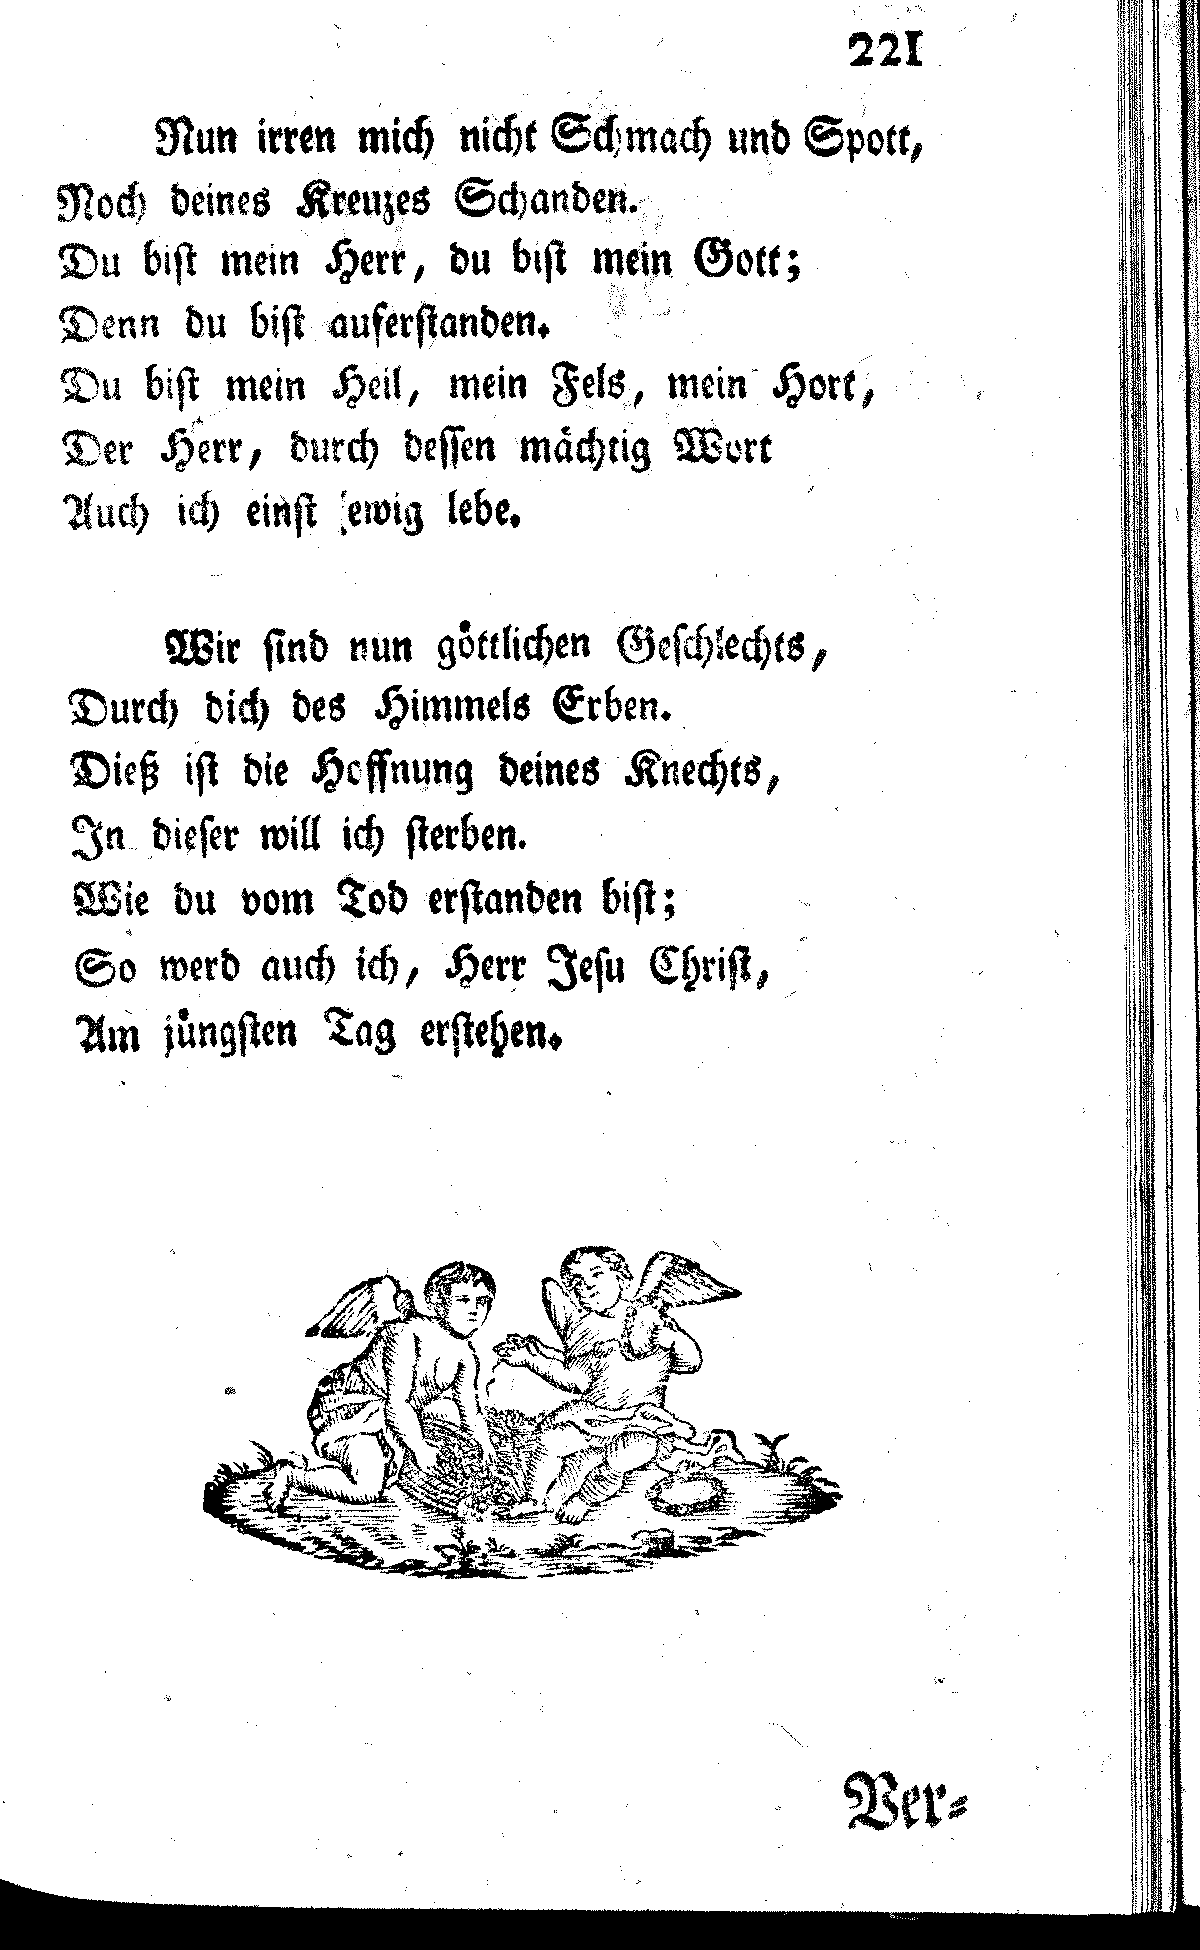 221
Nun irren mich nicht Schmach und Spott,
Noch deines Kreuzes Schanden.
Du bist mein Herr, du bist mein Gott;
Denn du bist auferstanden.
Du bist mein Heil, mein Fels, mein Hort,
Der Herr, durch dessen mächtig Wort
Auch ich einst ewig lebe.
Wir sind nun göttlichen Geschlechts,
Durch dich des Himmels Erben.
Dieß ist die Hoffnung deines Knechts,
In dieser will ich sterben.
Wie du vom Tod erstanden bist;
So werd auch ich, Herr Jesu Christ,
Am jüngsten Tag erstehen.
Ver-